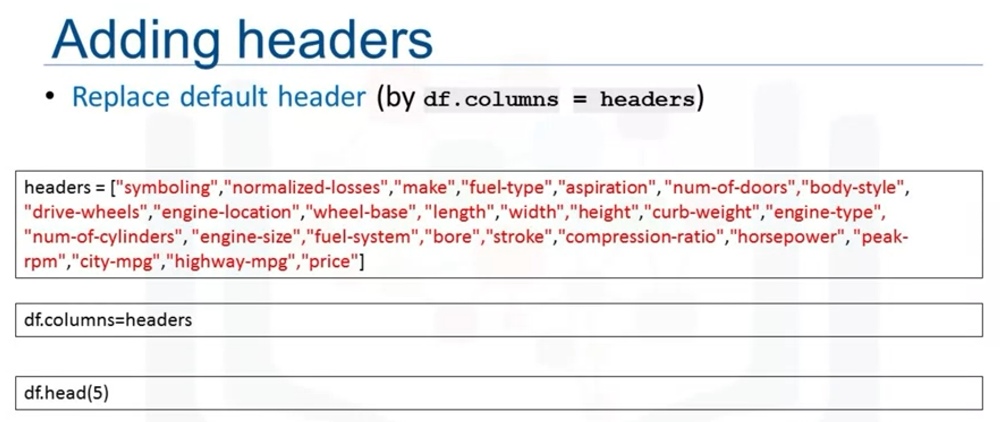 Adding headers
• Replace default header (by df.columns = headers)
headers = ["symboling","normalized-losses","make","fuel-type","aspiration", "num-of-doors","body-style",
"drive-wheels","engine-location","wheel-base", "length","width","height","curb-weight","engine-type",
"num-of-cylinders", "engine-size","fuel-system","bore","stroke","compression-ratio","horsepower", "peak-
rpm","city-mpg","highway-mpg","price"]
df.columns=headers
df.head(5)